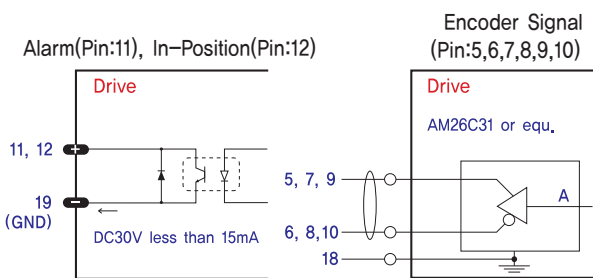 Alarm(Pin:11), In-Position(Pin:12)
Drive
11, 12
+
19
(GND)
−
DC30V less than 15mA
Encoder Signal
(Pin:5,6,7,8,9,10)
Drive
AM26C31 or equ.
5, 7, 9
A
6, 8,10
18